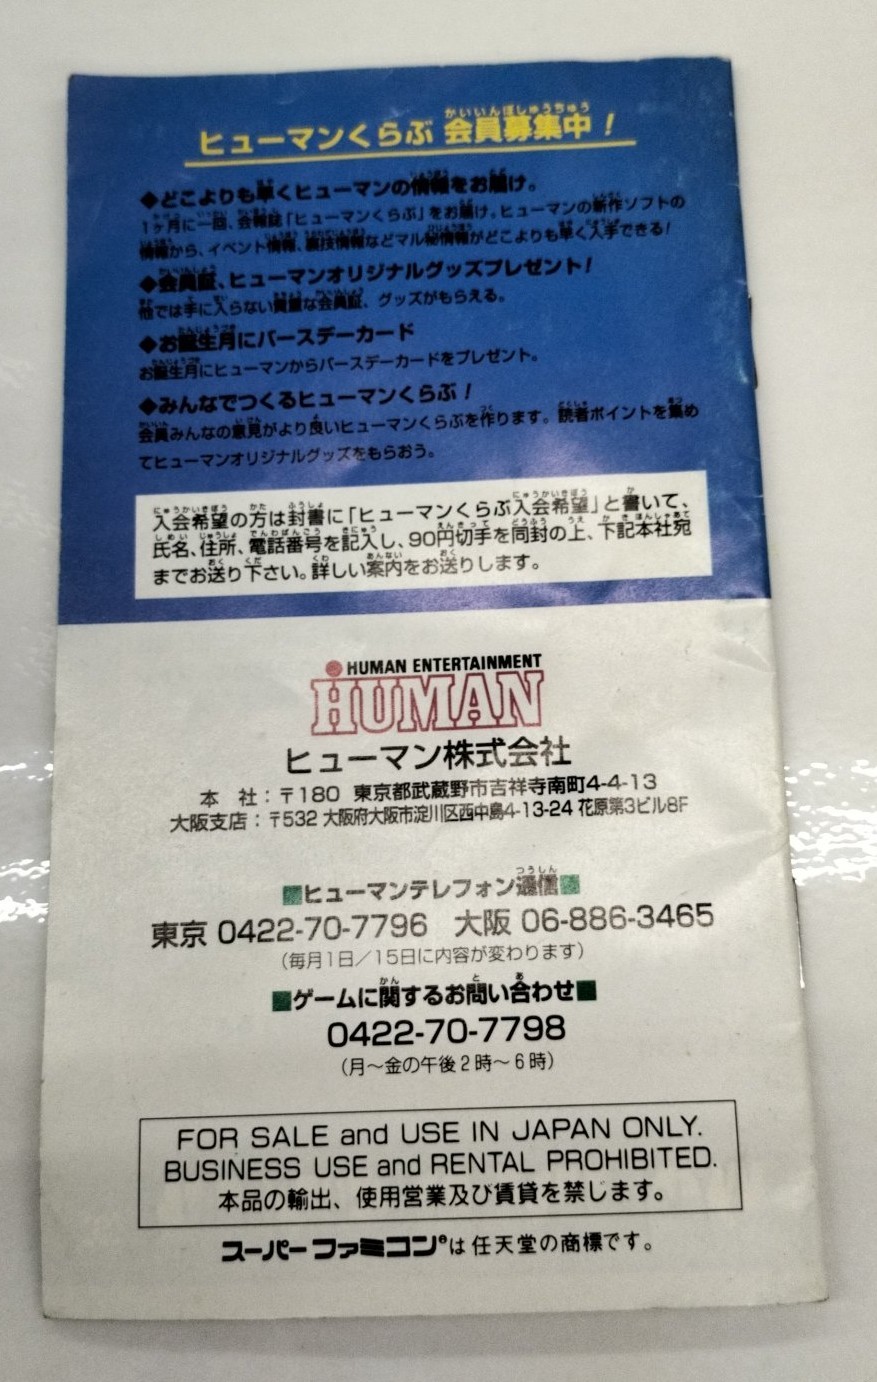 ヒューマンくらぶ 会員募集中！
◆どこよりも早くヒューマンの情報をお届け。
1ヶ月に一回、会報誌「ヒューマンくらぶ」をお届け。ヒューマンの新作ソフトの
情報から、イベント情報、裏技情報などマル秘情報がどこよりも早く入手できる！
◆会員証、ヒューマンオリジナルグッズプレゼント！
他では手に入らない貴重な会員証、グッズがもらえる。
◆お誕生月にバースデーカード
お誕生月にヒューマンからバースデーカードをプレゼント。
◆みんなでつくるヒューマンくらぶ！
会員みんなの意見がより良いヒューマンくらぶを作ります。読者ポイントを集め
てヒューマンオリジナルグッズをもらおう。
入会希望の方は封書に「ヒューマンくらぶ入会希望」と書いて、
氏名、住所、電話番号を記入し、90円切手を同封の上、下記本社宛
までお送り下さい。詳しい案内をお送りします。
HUMAN ENTERTAINMENT
HUMAN
ヒューマン株式会社
本　社：〒180 東京都武蔵野市吉祥寺南町4-4-13
大阪支店：〒532 大阪府大阪市淀川区西中島4-13-24 花原第3ビル8F
■ヒューマンテレフォン通信■
東京 0422-70-7796 大阪 06-886-3465
（毎月1日／15日に内容が変わります）
■ゲームに関するお問い合わせ■
0422-70-7798
（月〜金の午後2時〜6時）
FOR SALE and USE IN JAPAN ONLY.
BUSINESS USE and RENTAL PROHIBITED.
本品の輸出、使用営業及び賃貸を禁じます。
スーパーファミコン®は任天堂の商標です。